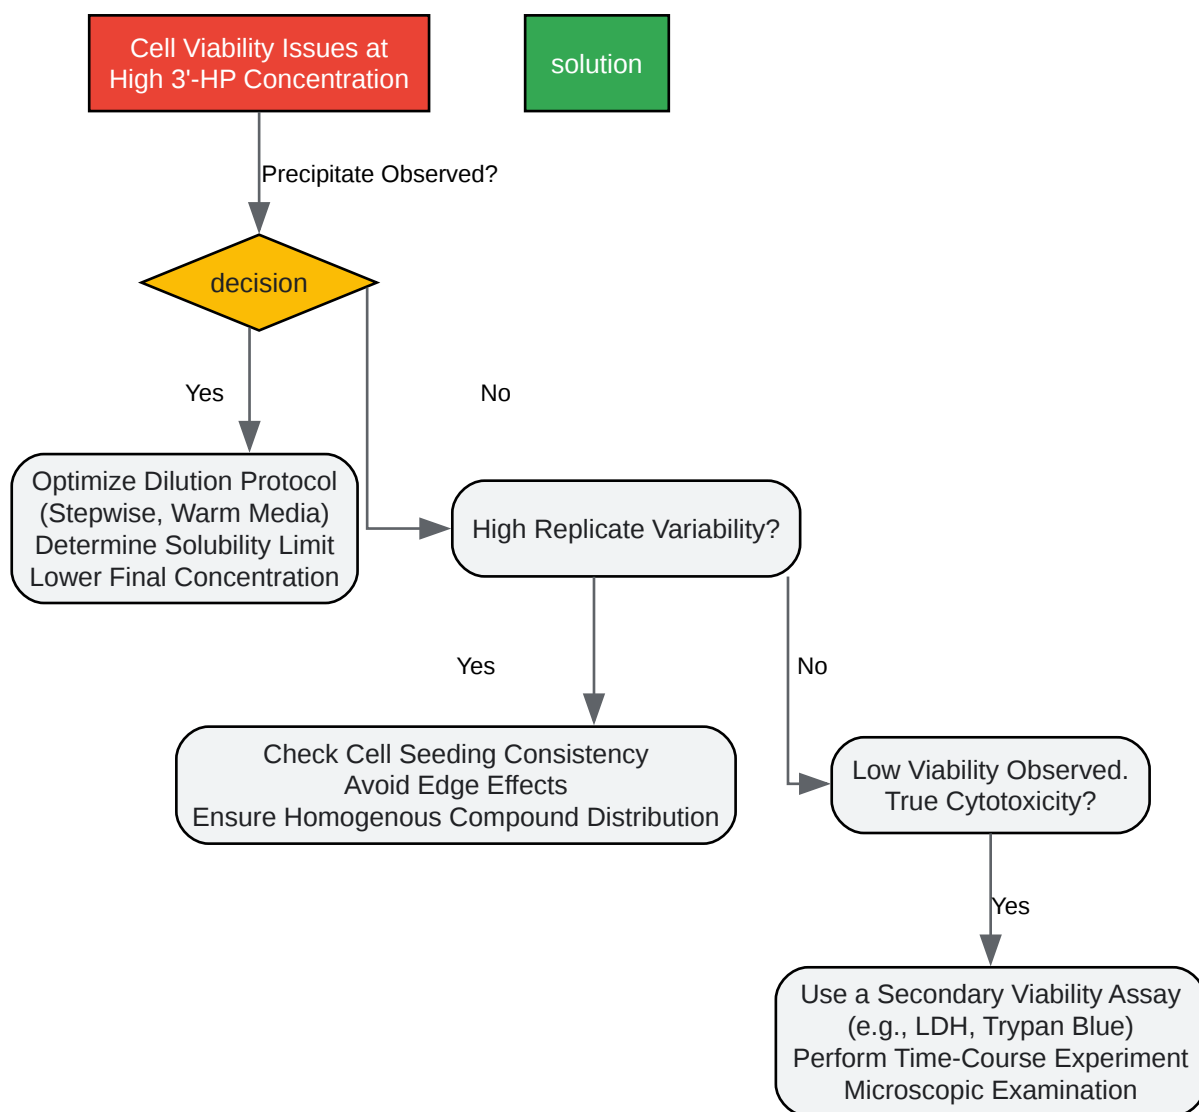 Cell Viability Issues at
High 3'-HP Concentration
solution
Precipitate Observed?
decision
Yes
No
Optimize Dilution Protocol
(Stepwise, Warm Media)
Determine Solubility Limit
Lower Final Concentration
High Replicate Variability?
Yes
No
Check Cell Seeding Consistency
Avoid Edge Effects
Ensure Homogenous Compound Distribution
Low Viability Observed.
True Cytotoxicity?
Yes
Use a Secondary Viability Assay
(e.g., LDH, Trypan Blue)
Perform Time-Course Experiment
Microscopic Examination